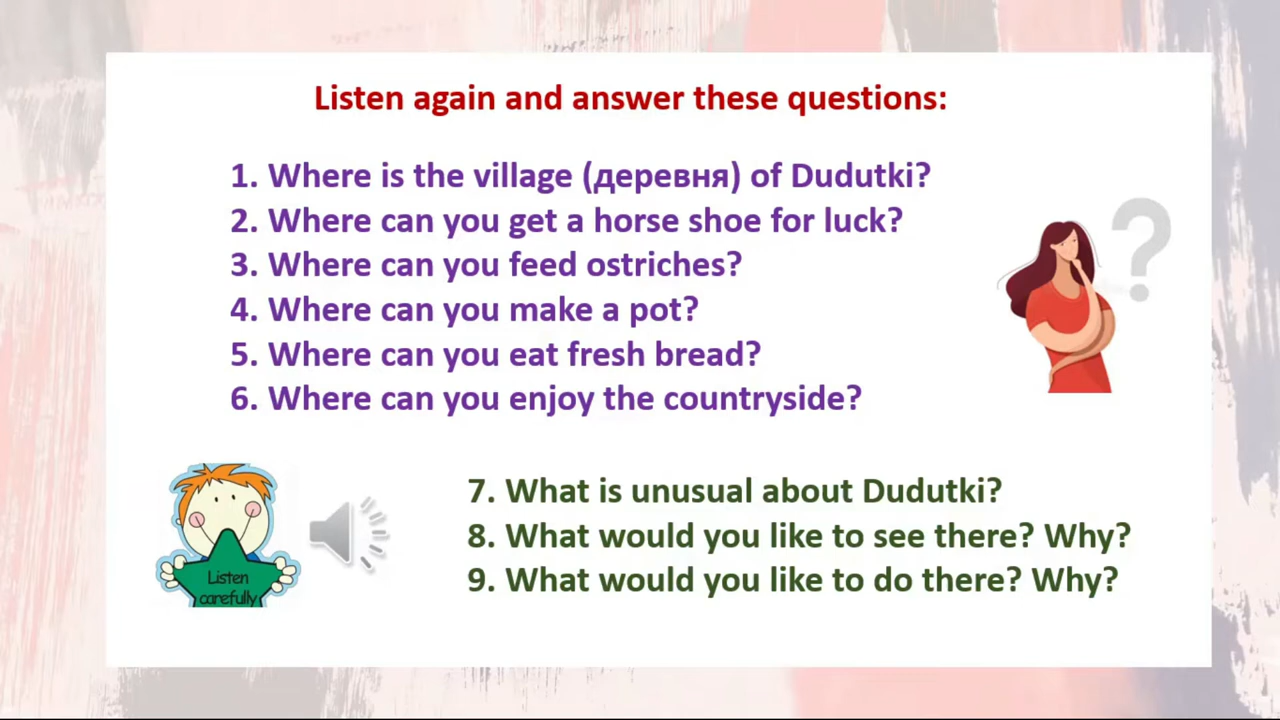 Listen again and answer these questions:
1. Where is the village (деревня) of Dudutki?
2. Where can you get a horse shoe for luck?
3. Where can you feed ostriches?
4. Where can you make a pot?
5. Where can you eat fresh bread?
6. Where can you enjoy the countryside?
7. What is unusual about Dudutki?
8. What would you like to see there? Why?
9. What would you like to do there? Why?
Listen
carefully